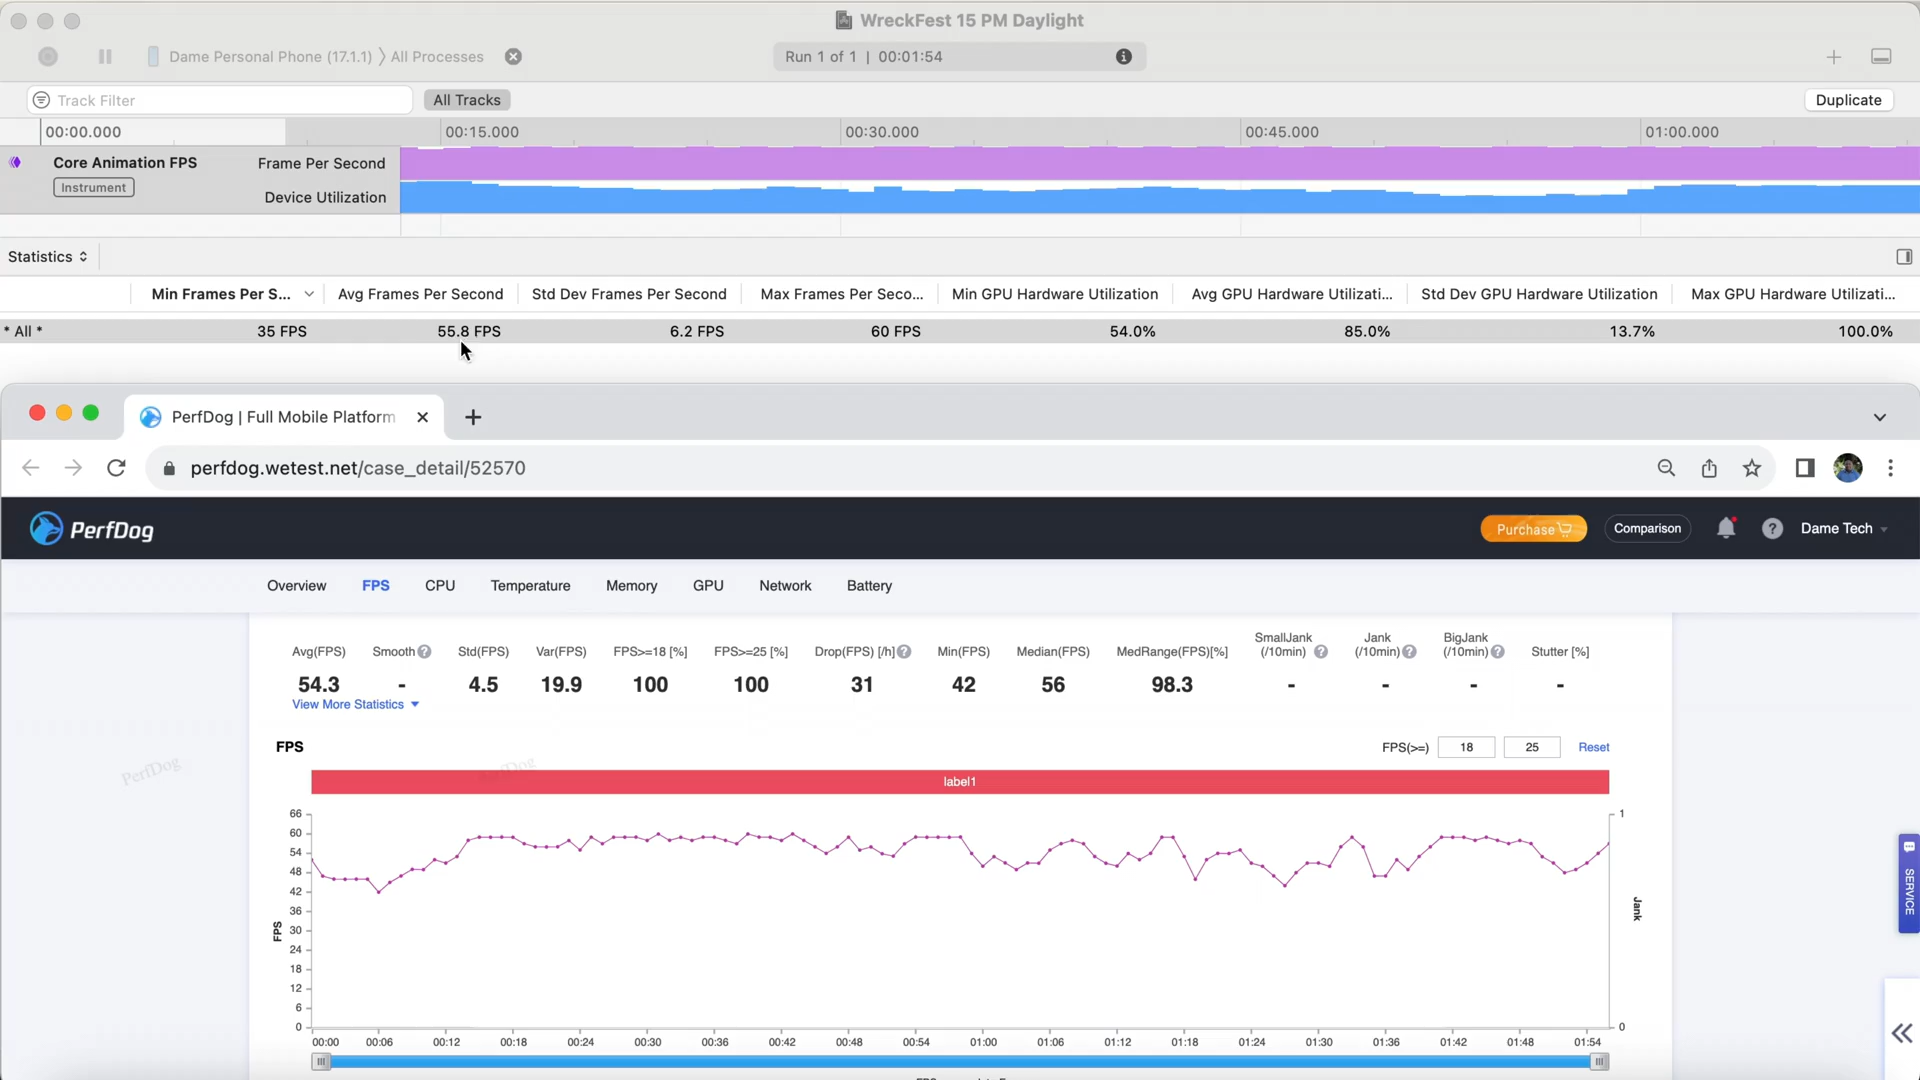 WreckFest 15 PM Daylight
Dame Personal Phone (17.1.1) 〉 All Processes
Run 1 of 1 | 00:01:54
Track Filter
All Tracks
Duplicate
00:00.000 00:15.000 00:30.000 00:45.000 01:00.000
Core Animation FPS
Frame Per Second
Instrument
Device Utilization
Statistics
Min Frames Per S... Avg Frames Per Second Std Dev Frames Per Second Max Frames Per Seco... Min GPU Hardware Utilization Avg GPU Hardware Utilizati... Std Dev GPU Hardware Utilization Max GPU Hardware Utilizati...
* All * 35 FPS 55.8 FPS 6.2 FPS 60 FPS 54.0% 85.0% 13.7% 100.0%
PerfDog | Full Mobile Platform
perfdog.wetest.net/case_detail/52570
PerfDog
Purchase
Comparison
Dame Tech
Overview FPS CPU Temperature Memory GPU Network Battery
Avg(FPS) Smooth Std(FPS) Var(FPS) FPS>=18 [%] FPS>=25 [%] Drop(FPS) [/h] Min(FPS) Median(FPS) MedRange(FPS)[%] SmallJank (/10min) Jank (/10min) BigJank (/10min) Stutter [%]
54.3 - 4.5 19.9 100 100 31 42 56 98.3 - - - -
View More Statistics
FPS
FPS(>=) 18 25 Reset
PerfDog
label1
66
60
54
48
42
36
30
24
18
12
6
0
FPS
1
0
Jank
SERVICE
00:00 00:06 00:12 00:18 00:24 00:30 00:36 00:42 00:48 00:54 01:00 01:06 01:12 01:18 01:24 01:30 01:36 01:42 01:48 01:54